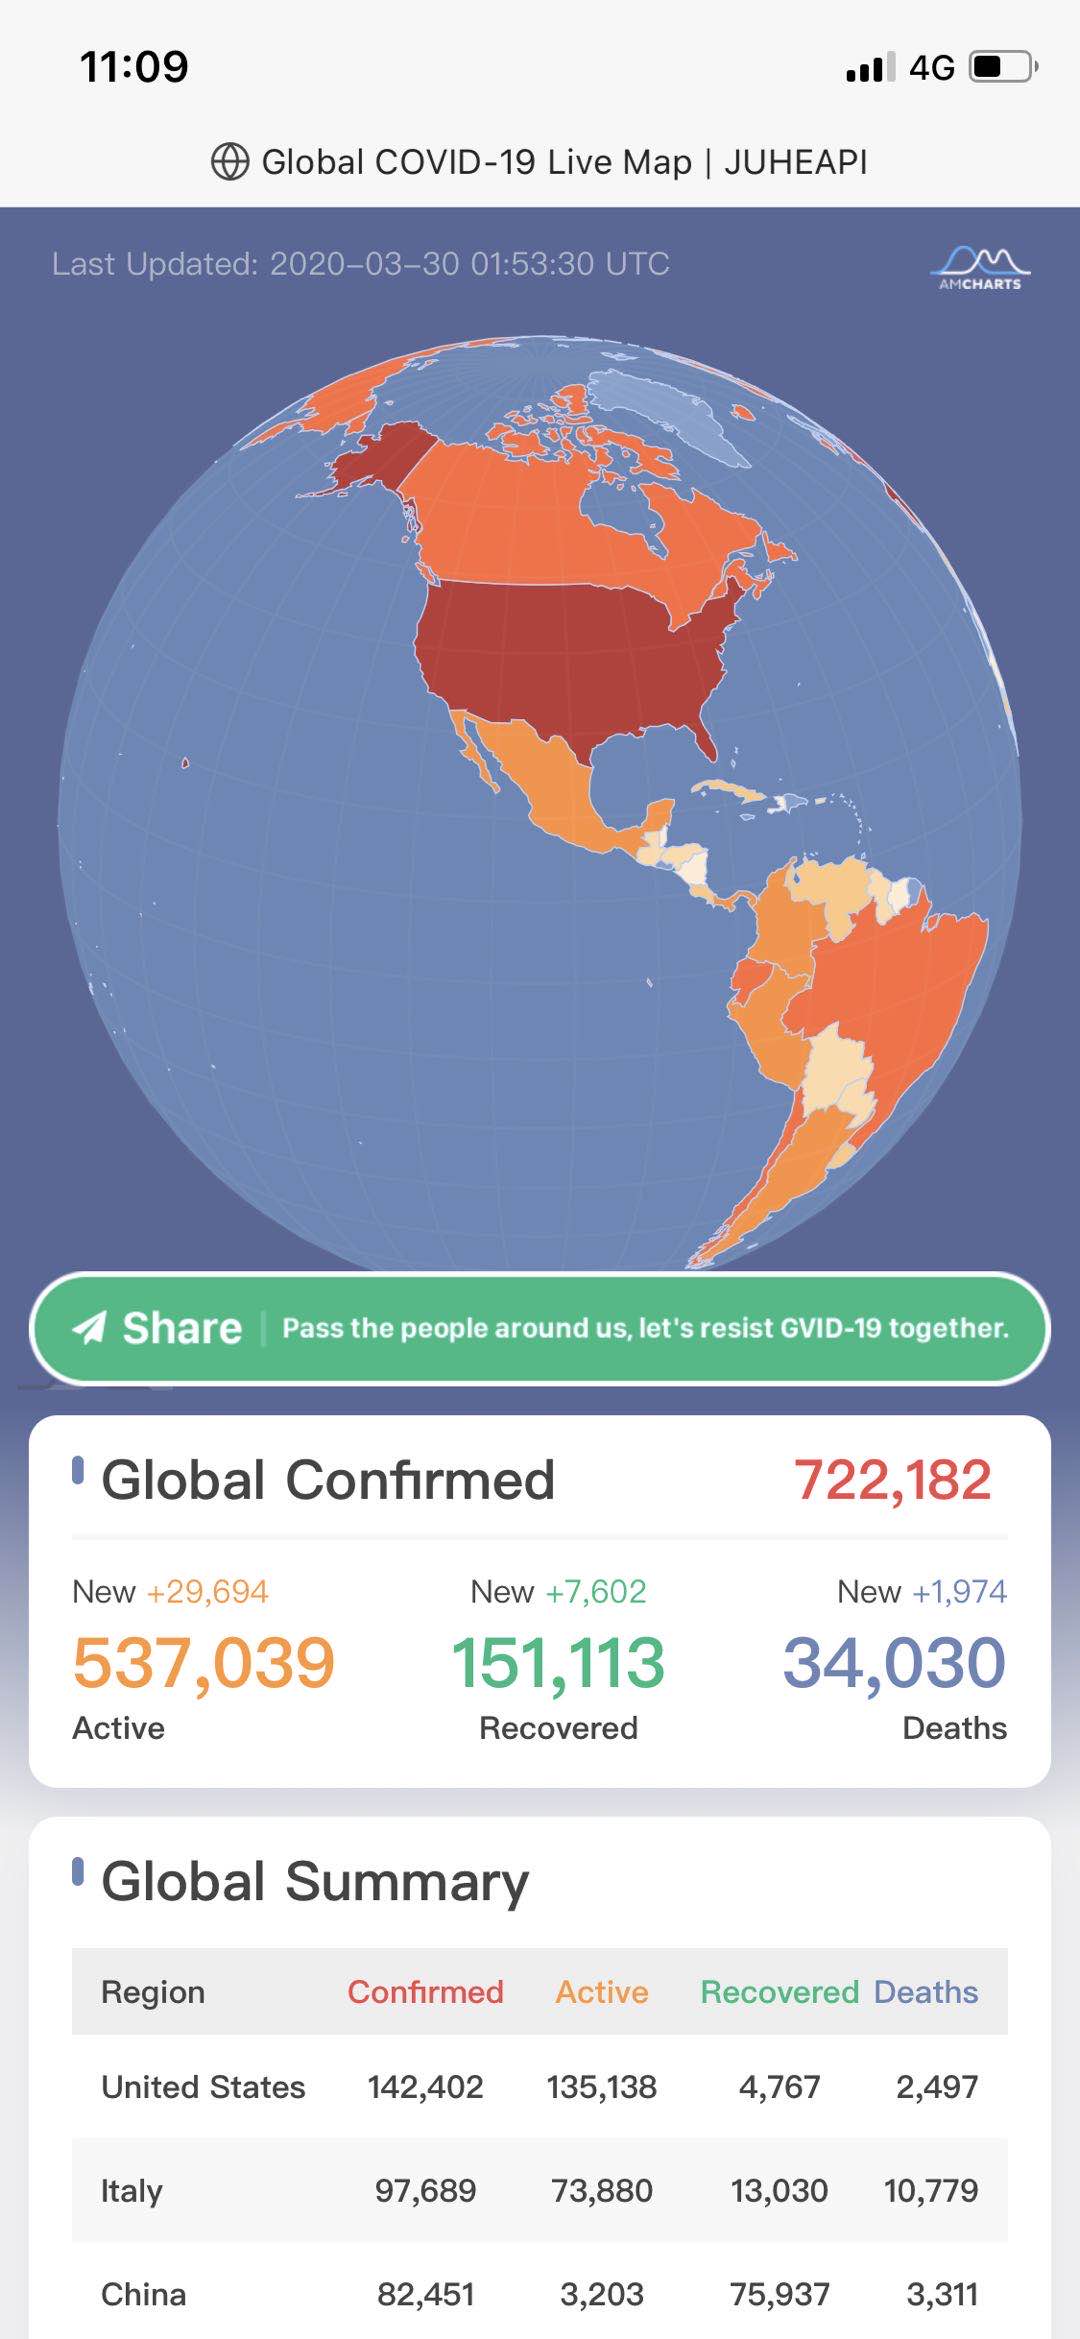 11:09 4G
Global COVID-19 Live Map | JUHEAPI
Last Updated: 2020-03-30 01:53:30 UTC
AMCHARTS
Share Pass the people around us, let's resist GVID-19 together.
Global Confirmed 722,182
New +29,694 New +7,602 New +1,974
537,039 151,113 34,030
Active Recovered Deaths
Global Summary
Region Confirmed Active Recovered Deaths
United States 142,402 135,138 4,767 2,497
Italy 97,689 73,880 13,030 10,779
China 82,451 3,203 75,937 3,311